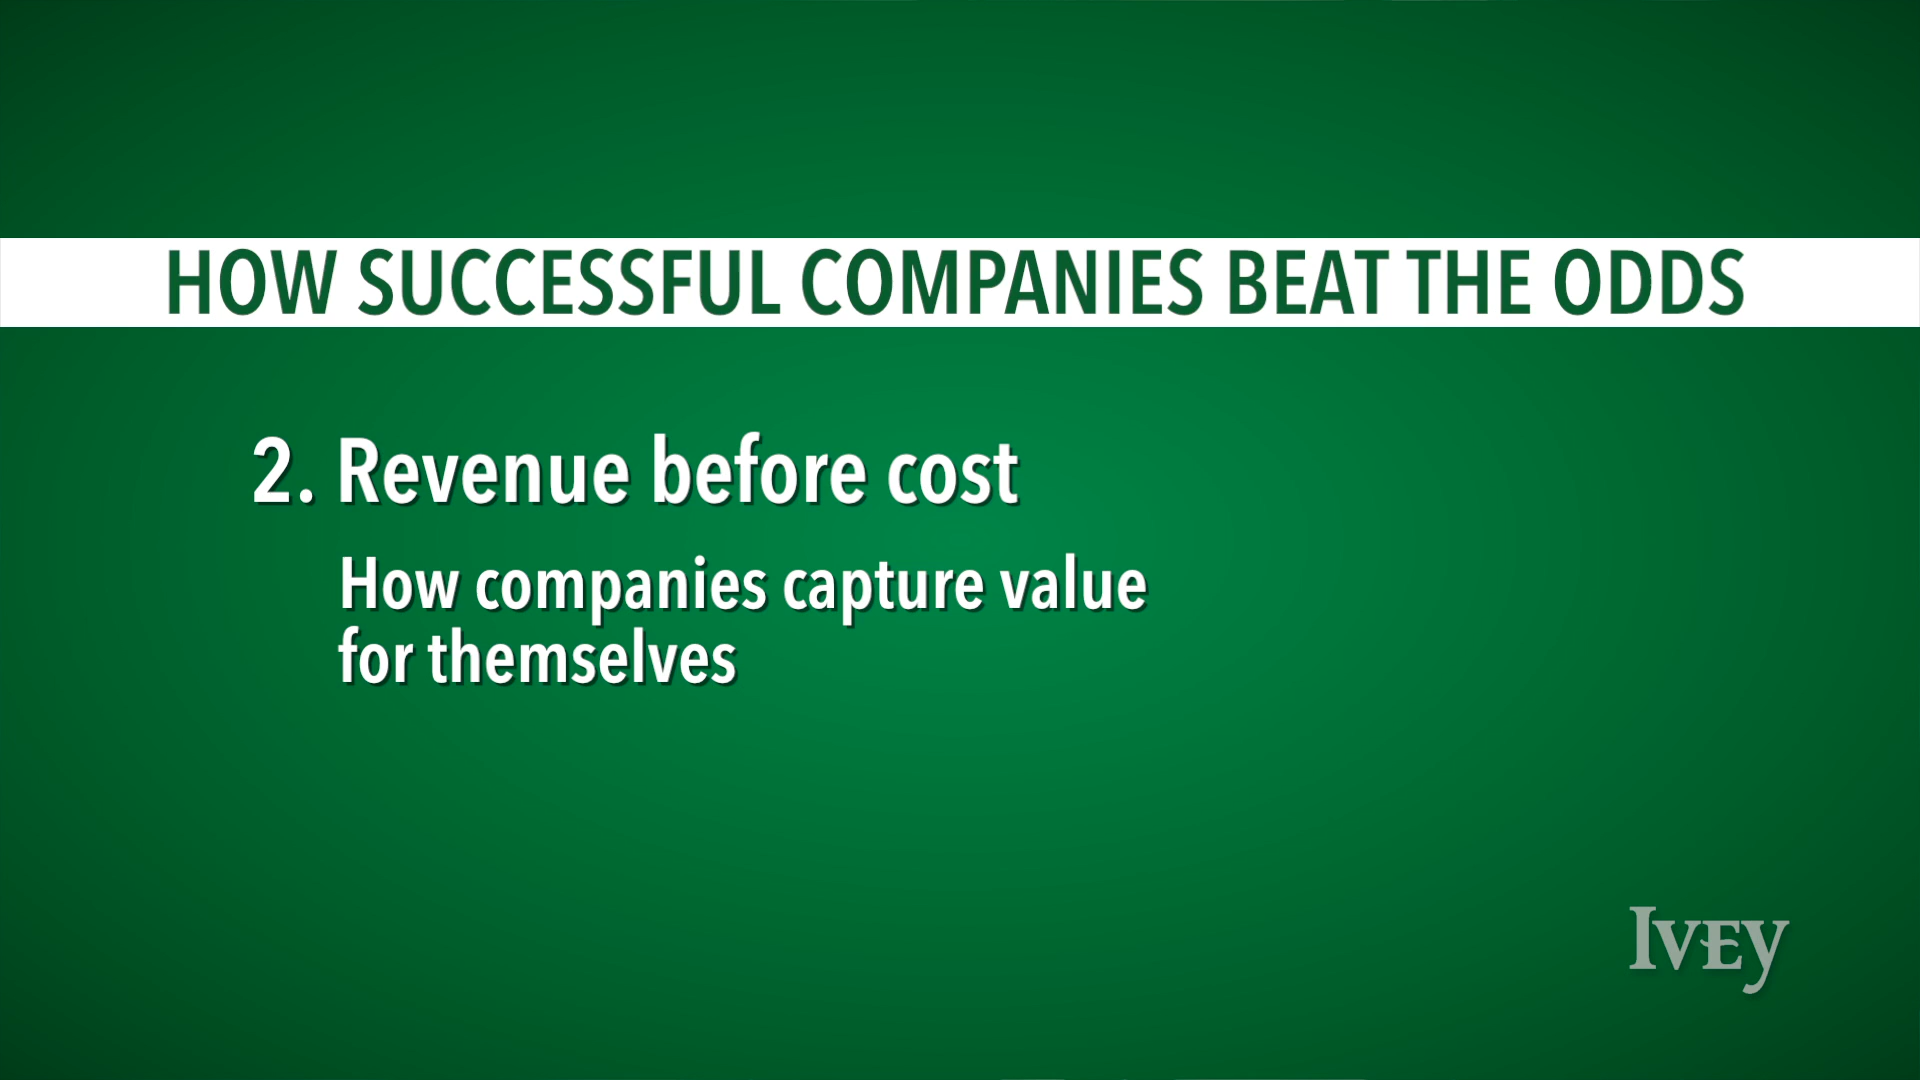 HOW SUCCESSFUL COMPANIES BEAT THE ODDS
2. Revenue before cost
How companies capture value
for themselves
IVEY